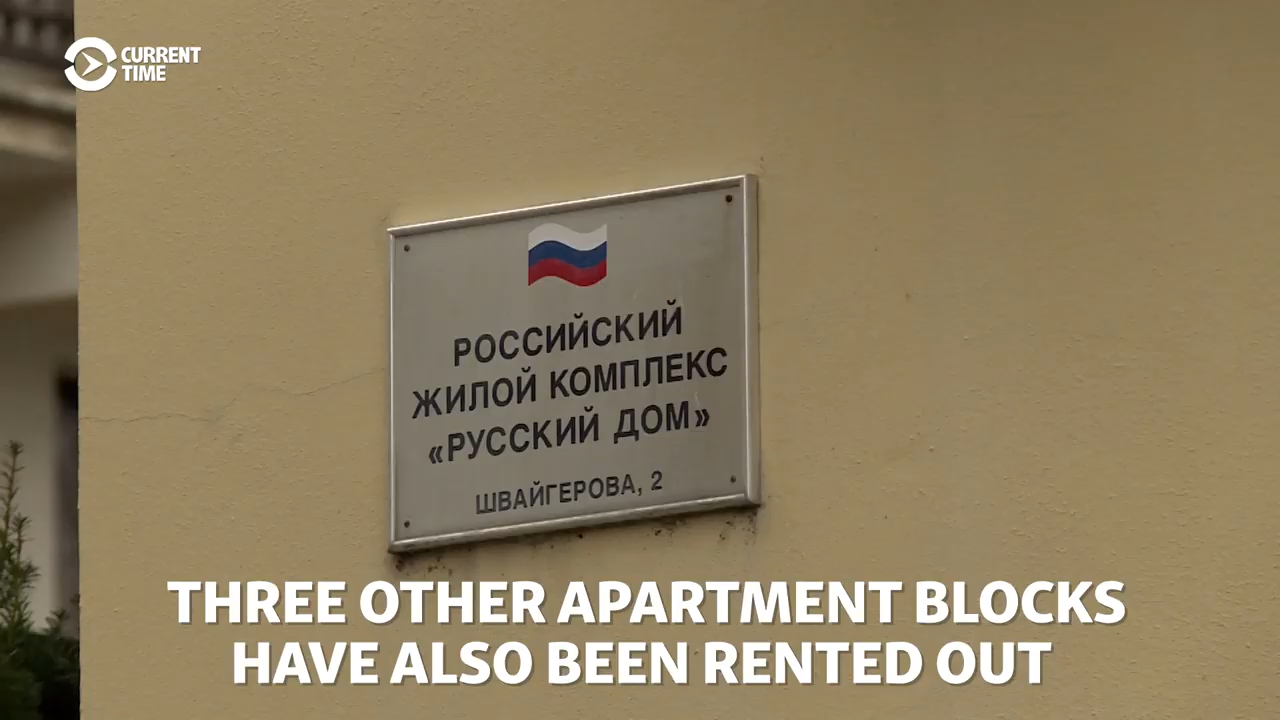 CURRENT
TIME
РОССИЙСКИЙ
ЖИЛОЙ КОМПЛЕКС
«РУССКИЙ ДОМ»
ШВАЙГЕРОВА, 2
THREE OTHER APARTMENT BLOCKS
HAVE ALSO BEEN RENTED OUT